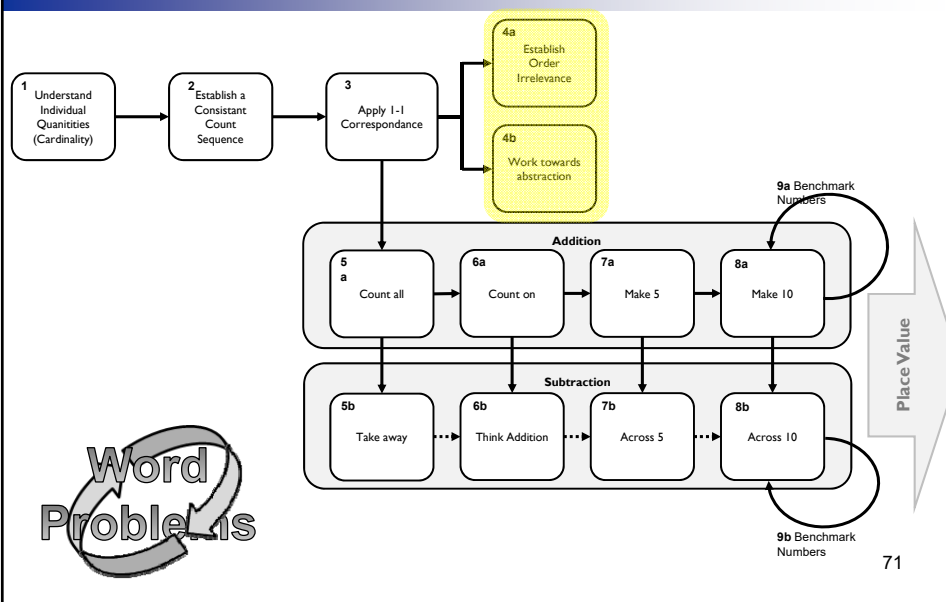 1
Understand
Individual
Quanitities
(Cardinality)
2
Establish a
Consistant
Count
Sequence
3
Apply 1-1
Correspondance
4a
Establish
Order
Irrelevance
4b
Work towards
abstraction
9a Benchmark
Numbers
Addition
5
a
Count all
6a
Count on
7a
Make 5
8a
Make 10
Place Value
Subtraction
5b
Take away
6b
Think Addition
7b
Across 5
8b
Across 10
Word
Problems
9b Benchmark
Numbers
71